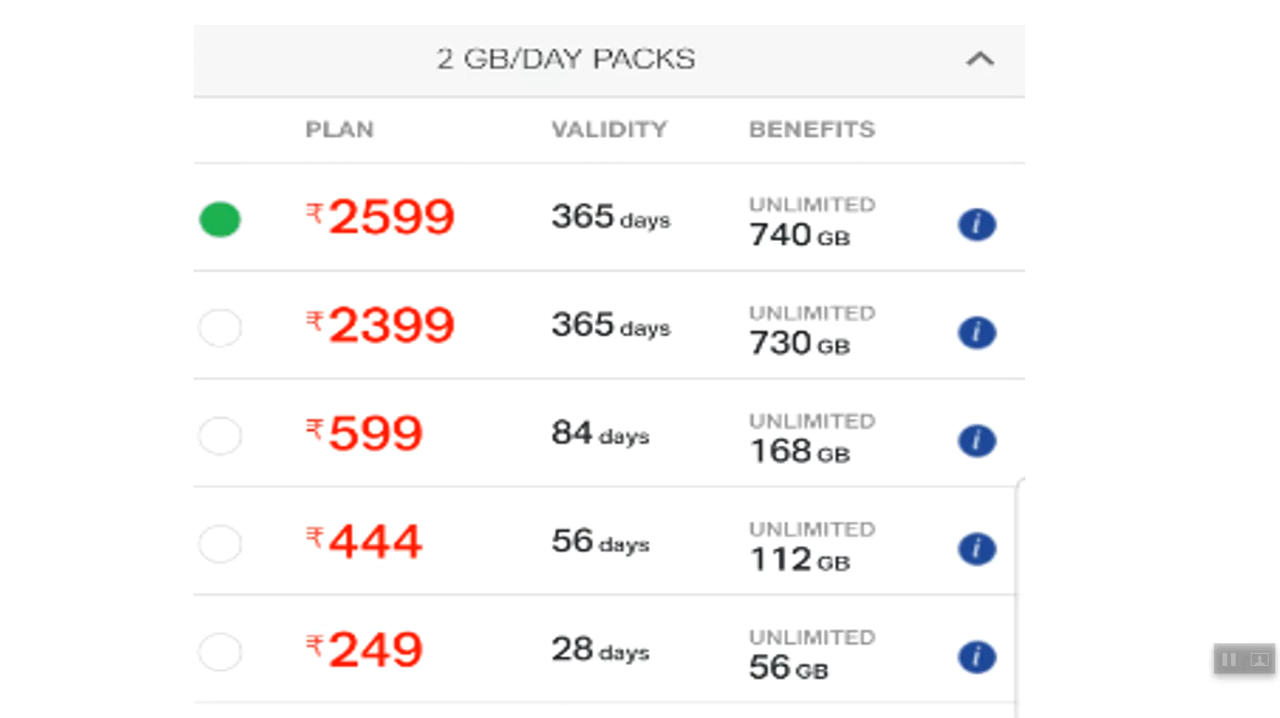 2 GB/DAY PACKS
PLAN VALIDITY BENEFITS
₹2599 365 days UNLIMITED 740 GB i
₹2399 365 days UNLIMITED 730 GB i
₹599 84 days UNLIMITED 168 GB i
₹444 56 days UNLIMITED 112 GB i
₹249 28 days UNLIMITED 56 GB i